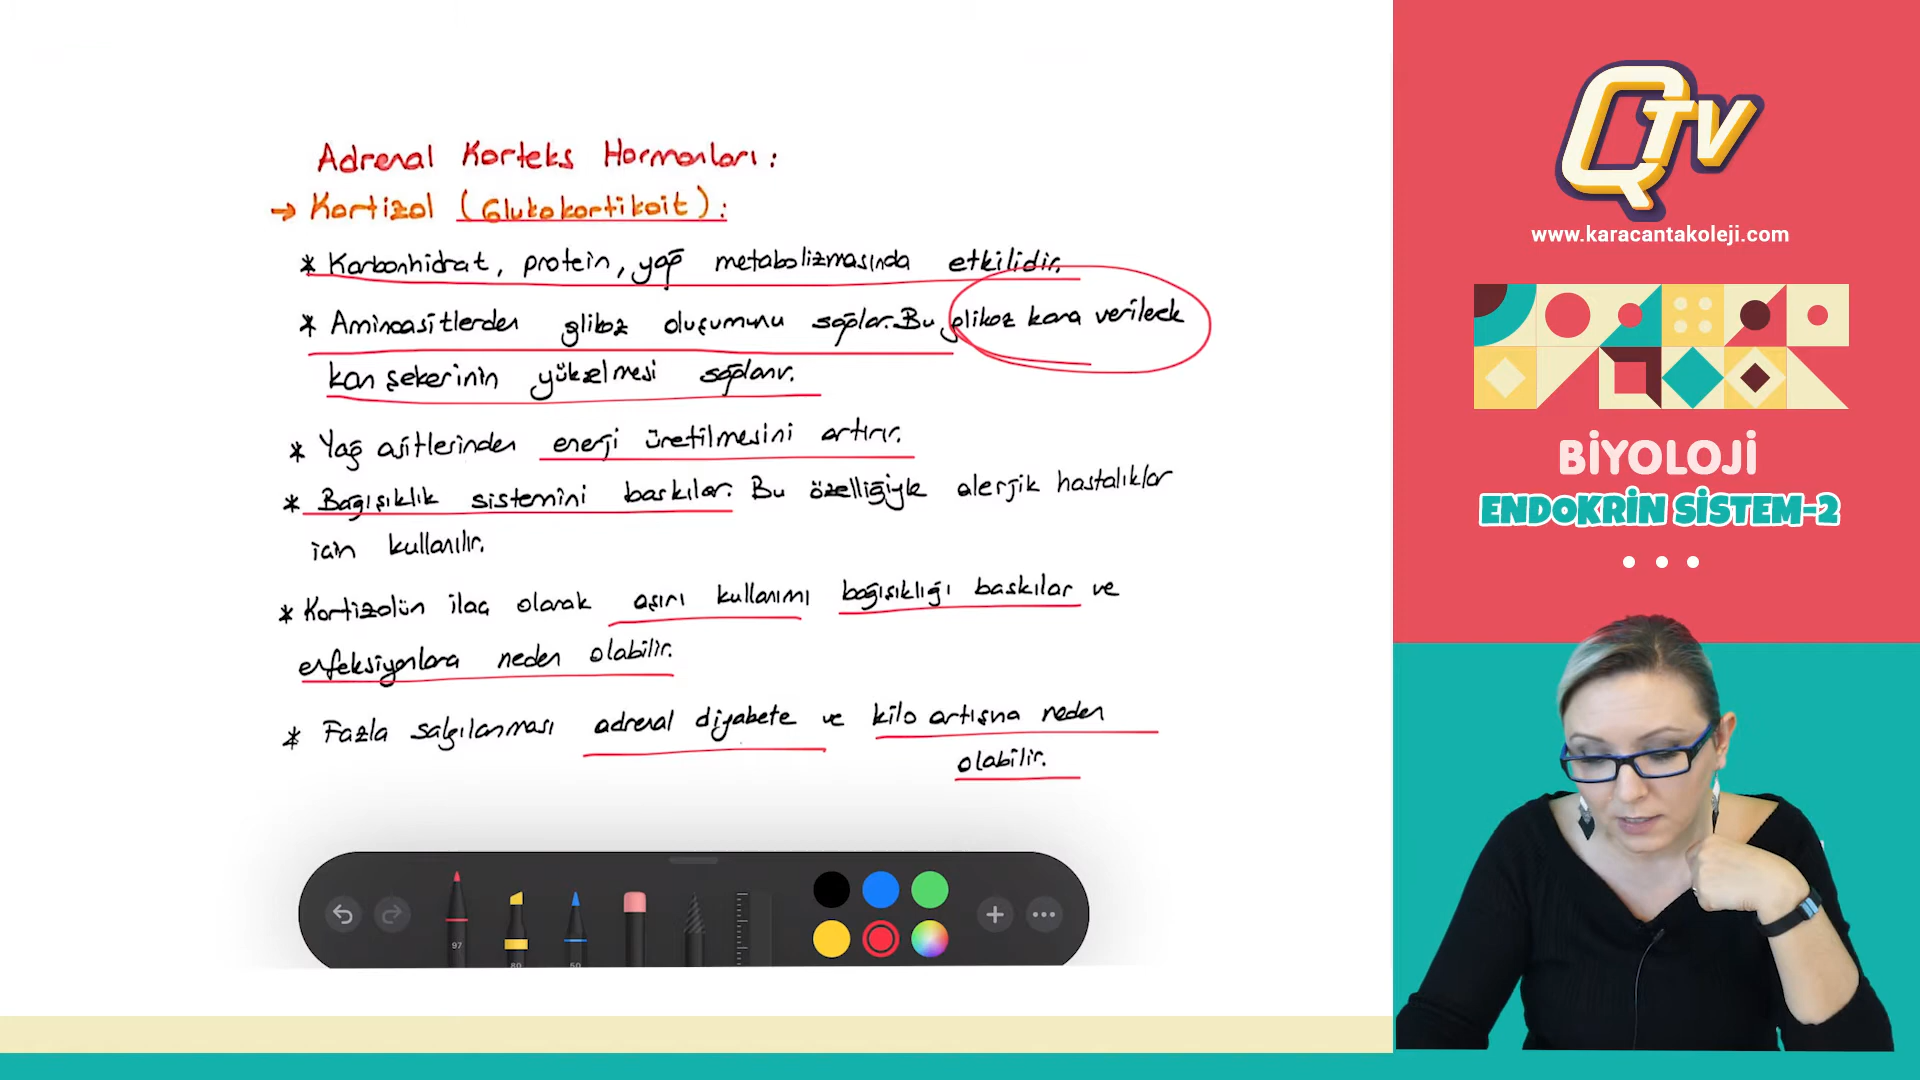 Adrenal Korteks Hormonları:
→ Kortizol (Glukokortikoit):
* Karbonhidrat, protein, yağ metabolizmasında etkilidir.
* Aminoasitlerden glikoz oluşumunu sağlar. Bu glikoz kana verilecek
kan şekerinin yükselmesi sağlanır.
* Yağ asitlerinden enerji üretilmesini artırır.
* Bağışıklık sistemini baskılar. Bu özelliğiyle alerjik hastalıklar
için kullanılır.
* Kortizolün ilaç olarak aşırı kullanımı bağışıklığı baskılar ve
enfeksiyonlara neden olabilir.
* Fazla salgılanması adrenal diyabete ve kilo artışına neden
olabilir.
97
80
50
QTV
www.karacantakoleji.com
BİYOLOJİ
ENDOKRİN SİSTEM-2